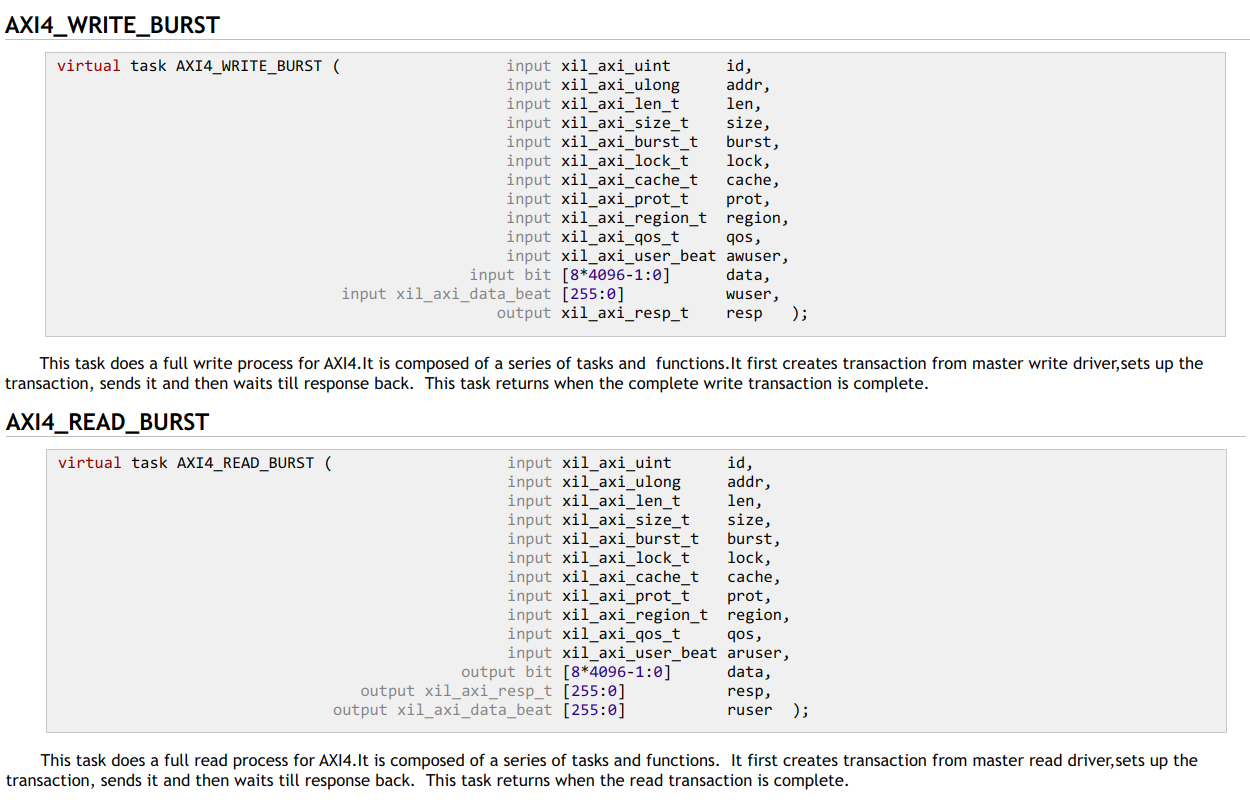 AXI4_WRITE_BURST
virtual task AXI4_WRITE_BURST ( input xil_axi_uint id,
input xil_axi_ulong addr,
input xil_axi_len_t len,
input xil_axi_size_t size,
input xil_axi_burst_t burst,
input xil_axi_lock_t lock,
input xil_axi_cache_t cache,
input xil_axi_prot_t prot,
input xil_axi_region_t region,
input xil_axi_qos_t qos,
input xil_axi_user_beat awuser,
input bit [8*4096-1:0] data,
input xil_axi_data_beat [255:0] wuser,
output xil_axi_resp_t resp );
This task does a full write process for AXI4.It is composed of a series of tasks and functions.It first creates transaction from master write driver,sets up the
transaction, sends it and then waits till response back. This task returns when the complete write transaction is complete.
AXI4_READ_BURST
virtual task AXI4_READ_BURST ( input xil_axi_uint id,
input xil_axi_ulong addr,
input xil_axi_len_t len,
input xil_axi_size_t size,
input xil_axi_burst_t burst,
input xil_axi_lock_t lock,
input xil_axi_cache_t cache,
input xil_axi_prot_t prot,
input xil_axi_region_t region,
input xil_axi_qos_t qos,
input xil_axi_user_beat aruser,
output bit [8*4096-1:0] data,
output xil_axi_resp_t [255:0] resp,
output xil_axi_data_beat [255:0] ruser );
This task does a full read process for AXI4.It is composed of a series of tasks and functions. It first creates transaction from master read driver,sets up the
transaction, sends it and then waits till response back. This task returns when the read transaction is complete.